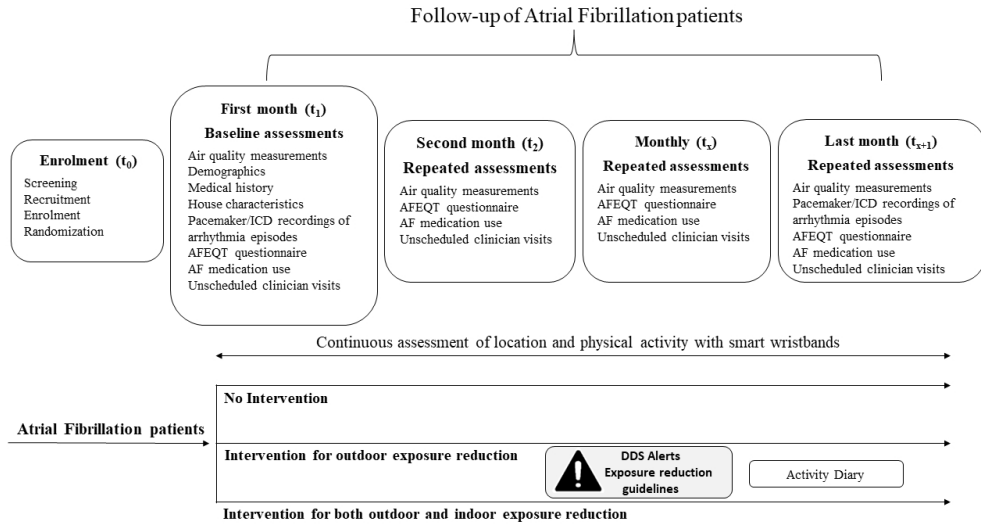 Follow-up of Atrial Fibrillation patients
Enrolment (t0)
Screening
Recruitment
Enrolment
Randomization
First month (t1)
Baseline assessments
Air quality measurements
Demographics
Medical history
House characteristics
Pacemaker/ICD recordings of
arrhythmia episodes
AFEQT questionnaire
AF medication use
Unscheduled clinician visits
Second month (t2)
Repeated assessments
Air quality measurements
AFEQT questionnaire
AF medication use
Unscheduled clinician visits
Monthly (tx)
Repeated assessments
Air quality measurements
AFEQT questionnaire
AF medication use
Unscheduled clinician visits
Last month (tx+1)
Repeated assessments
Air quality measurements
Pacemaker/ICD recordings of
arrhythmia episodes
AFEQT questionnaire
AF medication use
Unscheduled clinician visits
Continuous assessment of location and physical activity with smart wristbands
No Intervention
Atrial Fibrillation patients
Intervention for outdoor exposure reduction
DDS Alerts
Exposure reduction
guidelines
Activity Diary
Intervention for both outdoor and indoor exposure reduction